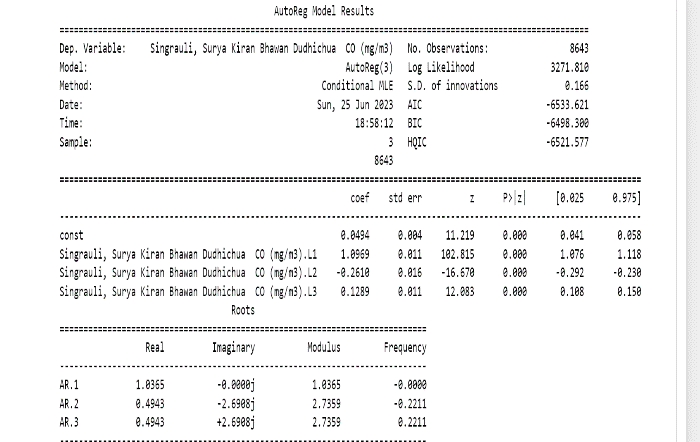 AutoReg Model Results
Dep. Variable: Singrauli, Surya Kiran Bhawan Dudhichua CO (mg/m3) No. Observations: 8643
Model: AutoReg(3) Log Likelihood 3271.810
Method: Conditional MLE S.D. of innovations 0.166
Date: Sun, 25 Jun 2023 AIC -6533.621
Time: 18:58:12 BIC -6498.300
Sample: 3 HQIC -6521.577
8643
coef std err z P>|z| [0.025 0.975]
const 0.0494 0.004 11.219 0.000 0.041 0.058
Singrauli, Surya Kiran Bhawan Dudhichua CO (mg/m3).L1 1.0969 0.011 102.815 0.000 1.076 1.118
Singrauli, Surya Kiran Bhawan Dudhichua CO (mg/m3).L2 -0.2610 0.016 -16.670 0.000 -0.292 -0.230
Singrauli, Surya Kiran Bhawan Dudhichua CO (mg/m3).L3 0.1289 0.011 12.083 0.000 0.108 0.150
Roots
Real Imaginary Modulus Frequency
AR.1 1.0365 -0.0000j 1.0365 -0.0000
AR.2 0.4943 -2.6908j 2.7359 -0.2211
AR.3 0.4943 +2.6908j 2.7359 0.2211